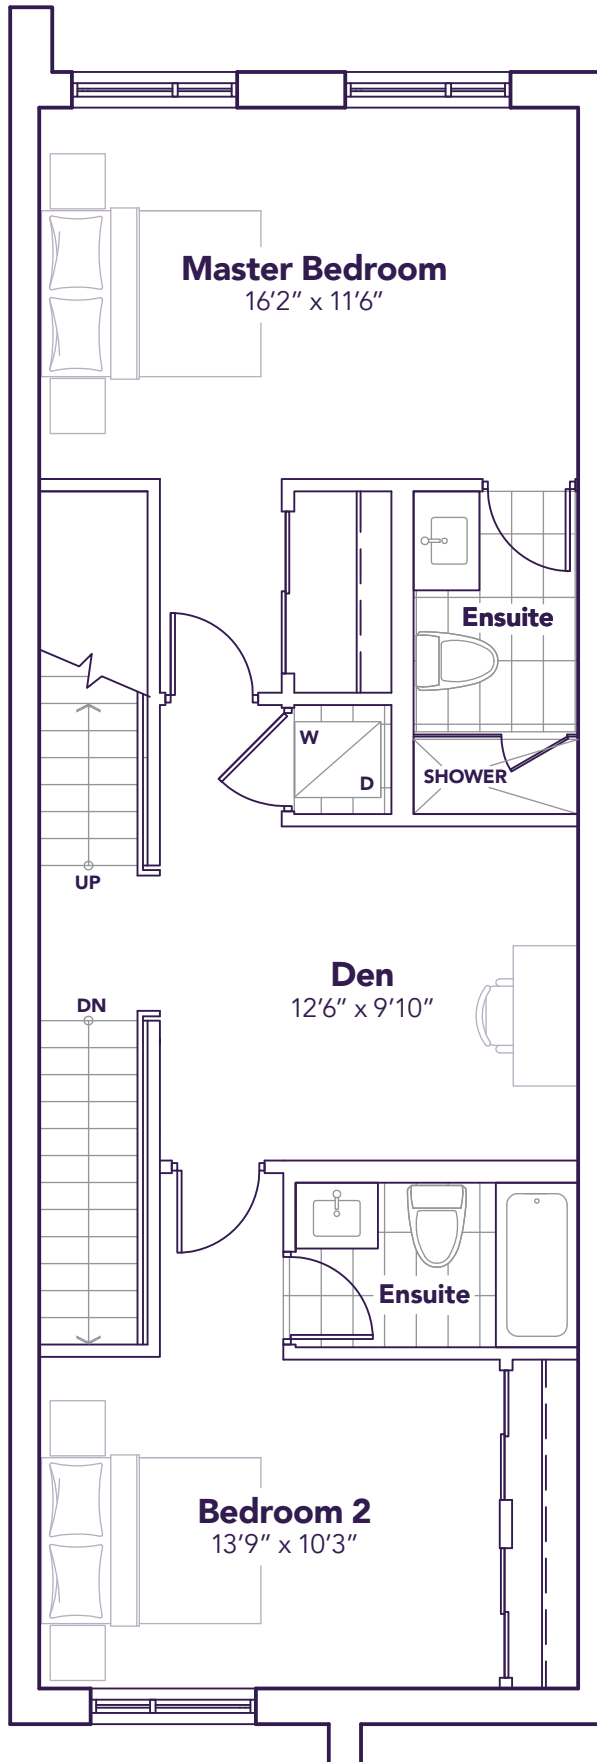 Master Bedroom
16’2” x 11’6”
Ensuite
W
D
SHOWER
UP
Den
12’6” x 9’10”
DN
Ensuite
Bedroom 2
13’9” x 10’3”